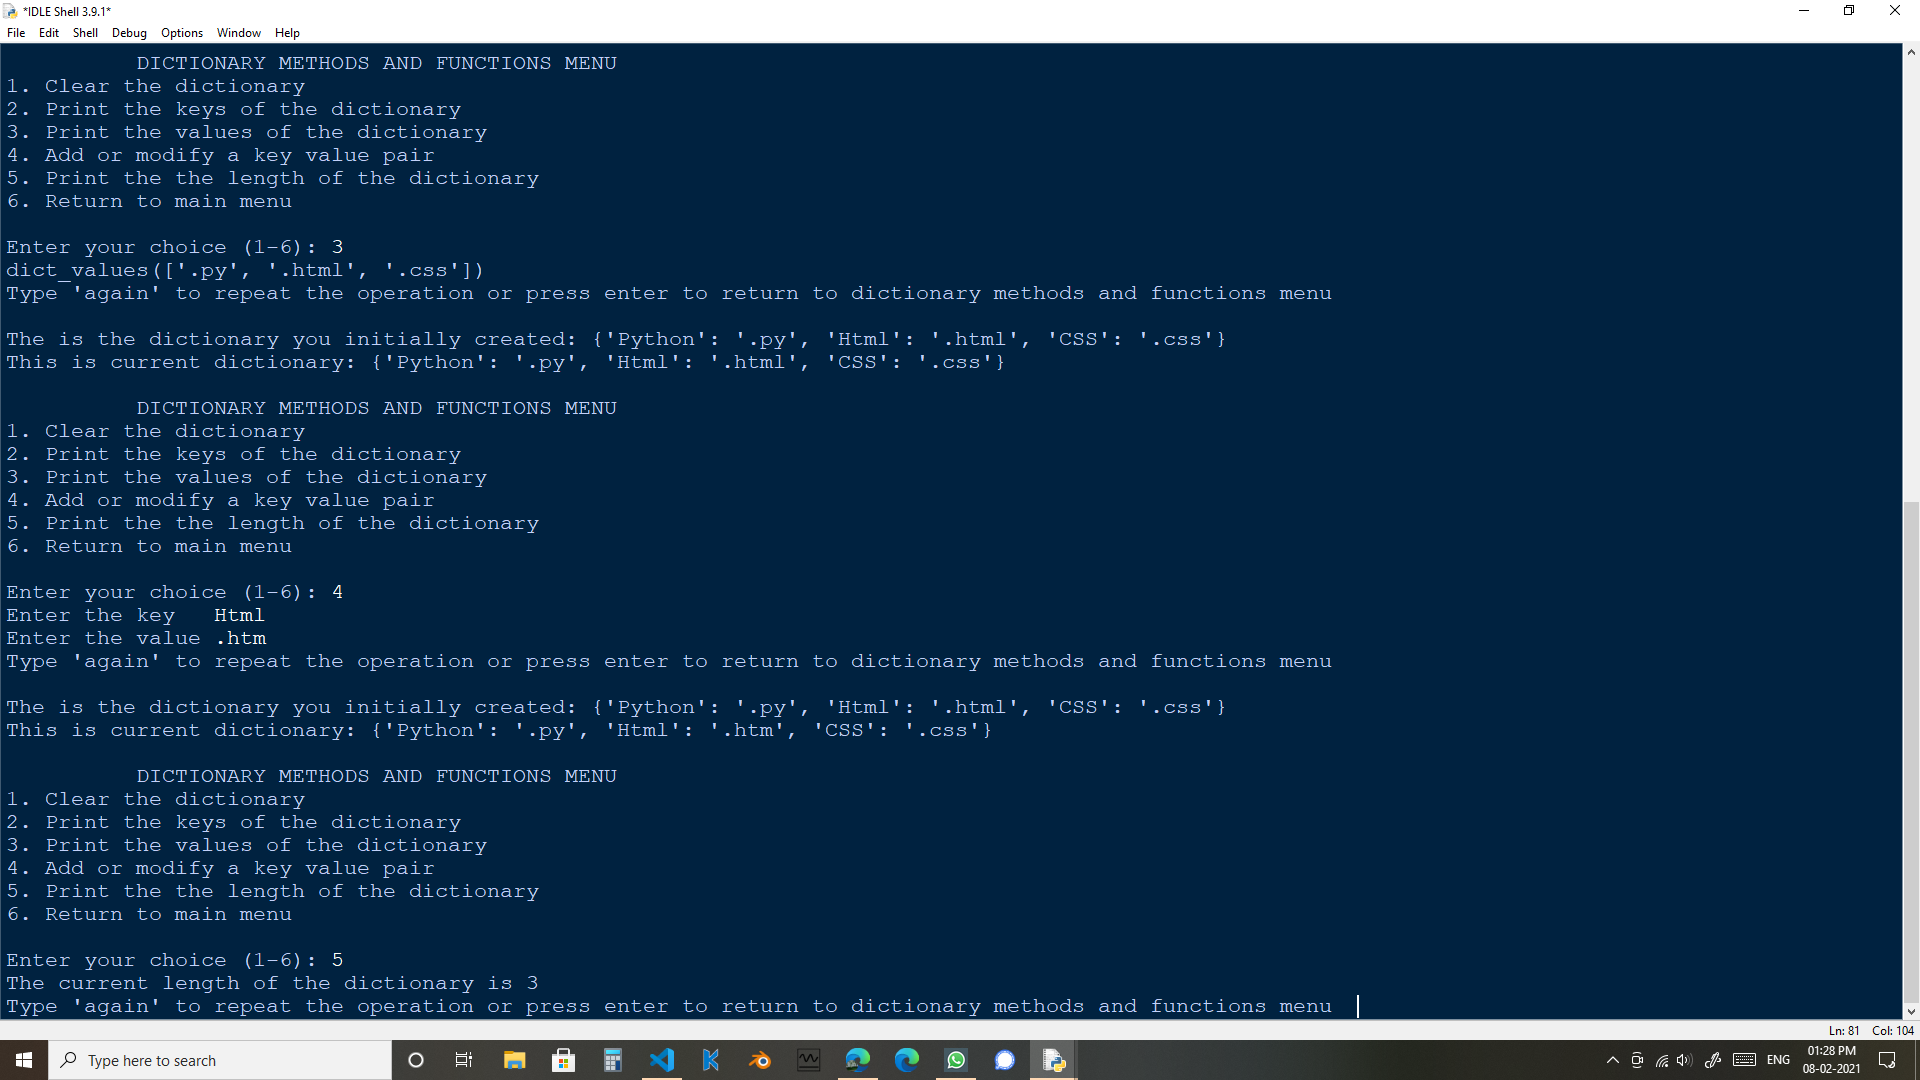 *IDLE Shell 3.9.1*
File Edit Shell Debug Options Window Help
DICTIONARY METHODS AND FUNCTIONS MENU
1. Clear the dictionary
2. Print the keys of the dictionary
3. Print the values of the dictionary
4. Add or modify a key value pair
5. Print the the length of the dictionary
6. Return to main menu
Enter your choice (1-6): 3
dict_values(['.py', '.html', '.css'])
Type 'again' to repeat the operation or press enter to return to dictionary methods and functions menu
The is the dictionary you initially created: {'Python': '.py', 'Html': '.html', 'CSS': '.css'}
This is current dictionary: {'Python': '.py', 'Html': '.html', 'CSS': '.css'}
DICTIONARY METHODS AND FUNCTIONS MENU
1. Clear the dictionary
2. Print the keys of the dictionary
3. Print the values of the dictionary
4. Add or modify a key value pair
5. Print the the length of the dictionary
6. Return to main menu
Enter your choice (1-6): 4
Enter the key   Html
Enter the value .htm
Type 'again' to repeat the operation or press enter to return to dictionary methods and functions menu
The is the dictionary you initially created: {'Python': '.py', 'Html': '.html', 'CSS': '.css'}
This is current dictionary: {'Python': '.py', 'Html': '.htm', 'CSS': '.css'}
DICTIONARY METHODS AND FUNCTIONS MENU
1. Clear the dictionary
2. Print the keys of the dictionary
3. Print the values of the dictionary
4. Add or modify a key value pair
5. Print the the length of the dictionary
6. Return to main menu
Enter your choice (1-6): 5
The current length of the dictionary is 3
Type 'again' to repeat the operation or press enter to return to dictionary methods and functions menu
Ln: 81 Col: 104
Type here to search
ENG
01:28 PM
08-02-2021